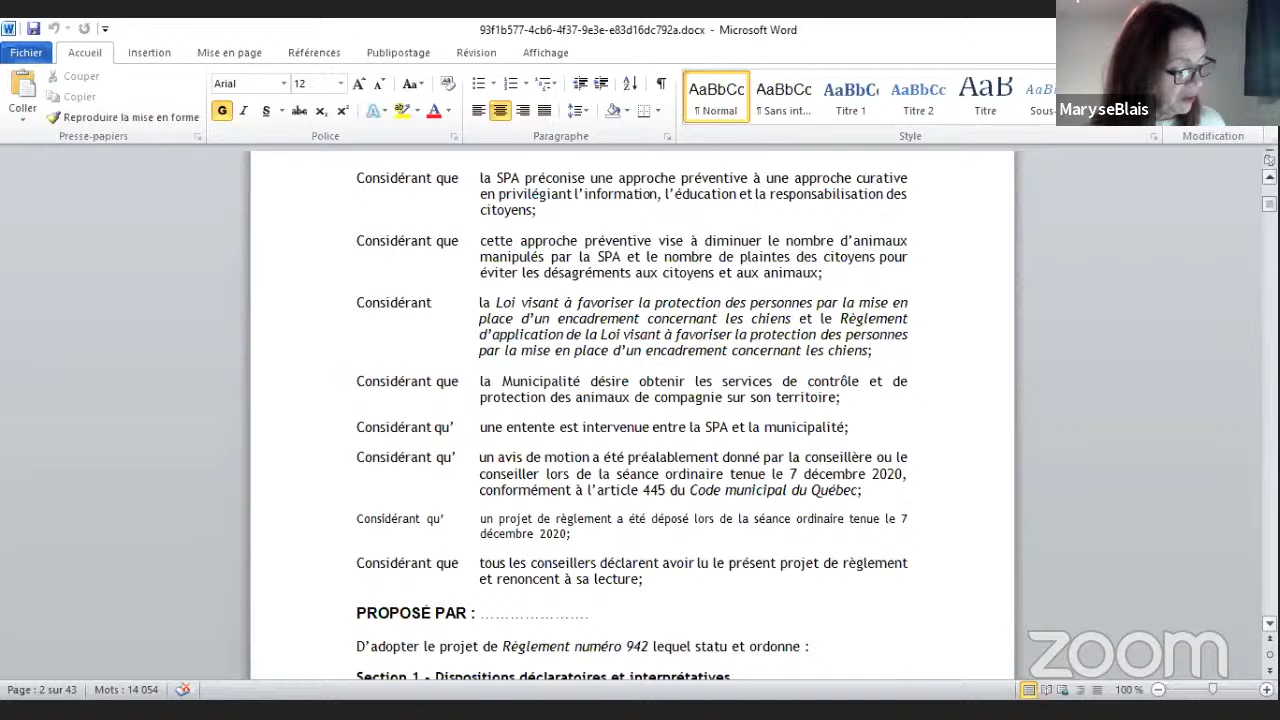 93f1b577-4cb6-4f37-9e3e-e83d16dc792a.docx - Microsoft Word
Fichier Accueil Insertion Mise en page Références Publipostage Révision Affichage
Coller
Couper
Copier
Reproduire la mise en forme
Presse-papiers
Arial 12
G I S abc x₂ x² A A
Police
Paragraphe
AaBbCc AaBbCc AaBbC AaBbCc AaB AaBbC
¶ Normal ¶ Sans int... Titre 1 Titre 2 Titre Sous-
Style
Modification
MaryseBlais
Considérant que la SPA préconise une approche préventive à une approche curative
en privilégiant l’information, l’éducation et la responsabilisation des
citoyens;
Considérant que cette approche préventive vise à diminuer le nombre d’animaux
manipulés par la SPA et le nombre de plaintes des citoyens pour
éviter les désagréments aux citoyens et aux animaux;
Considérant la Loi visant à favoriser la protection des personnes par la mise en
place d’un encadrement concernant les chiens et le Règlement
d’application de la Loi visant à favoriser la protection des personnes
par la mise en place d’un encadrement concernant les chiens;
Considérant que la Municipalité désire obtenir les services de contrôle et de
protection des animaux de compagnie sur son territoire;
Considérant qu’ une entente est intervenue entre la SPA et la municipalité;
Considérant qu’ un avis de motion a été préalablement donné par la conseillère ou le
conseiller lors de la séance ordinaire tenue le 7 décembre 2020,
conformément à l’article 445 du Code municipal du Québec;
Considérant qu’ un projet de règlement a été déposé lors de la séance ordinaire tenue le 7
décembre 2020;
Considérant que tous les conseillers déclarent avoir lu le présent projet de règlement
et renoncent à sa lecture;
PROPOSÉ PAR : ………………….
D’adopter le projet de Règlement numéro 942 lequel statu et ordonne :
Section 1 - Dispositions déclaratoires et interprétatives
zoom
Page : 2 sur 43 Mots : 14 054 100 %